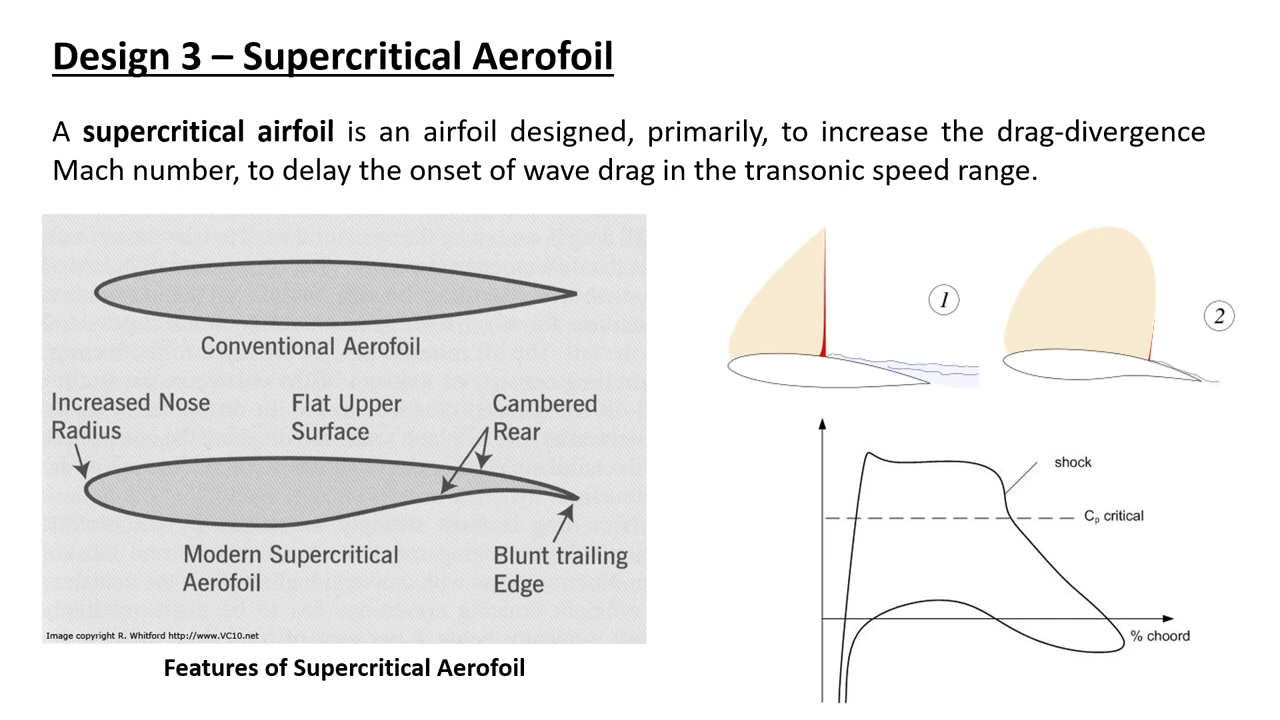 Design 3 – Supercritical Aerofoil
A supercritical airfoil is an airfoil designed, primarily, to increase the drag-divergence
Mach number, to delay the onset of wave drag in the transonic speed range.
Conventional Aerofoil
Increased Nose
Radius
Flat Upper
Surface
Cambered
Rear
Modern Supercritical
Aerofoil
Blunt trailing
Edge
Image copyright R. Whitford http://www.VC10.net
Features of Supercritical Aerofoil
1
2
shock
Cp critical
% choord